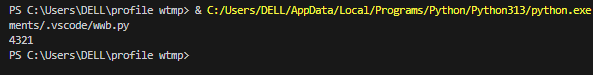 PS C:\Users\DELL\profile wtmp> & C:/Users/DELL/AppData/Local/Programs/Python/Python313/python.exe
ments/.vscode/wwb.py
4321
PS C:\Users\DELL\profile wtmp>